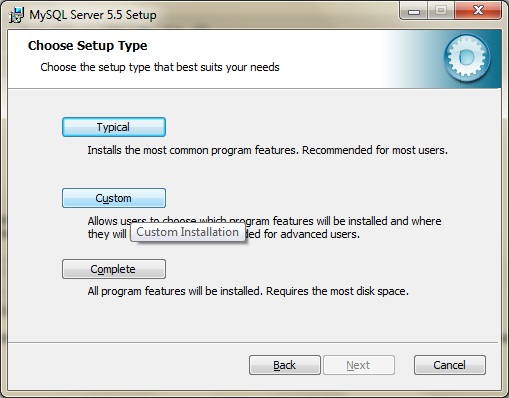 MySQL Server 5.5 Setup
Choose Setup Type
Choose the setup type that best suits your needs
Typical
Installs the most common program features. Recommended for most users.
Custom
Allows users to choose which program features will be installed and where
they will
ded for advanced users.
Custom Installation
Complete
All program features will be installed. Requires the most disk space.
Back
Next
Cancel